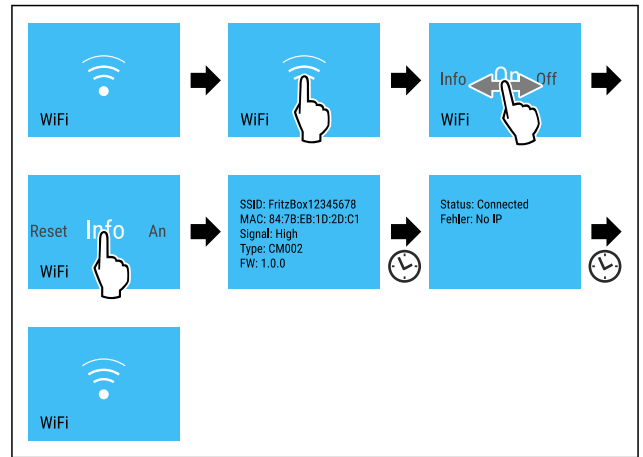 WiFi
WiFi
Info On Off
WiFi
Reset Info An
WiFi
SSID: FritzBox12345678
MAC: 84:7B:EB:1D:2D:C1
Signal: High
Type: CM002
FW: 1.0.0
Status: Connected
Fehler: No IP
WiFi